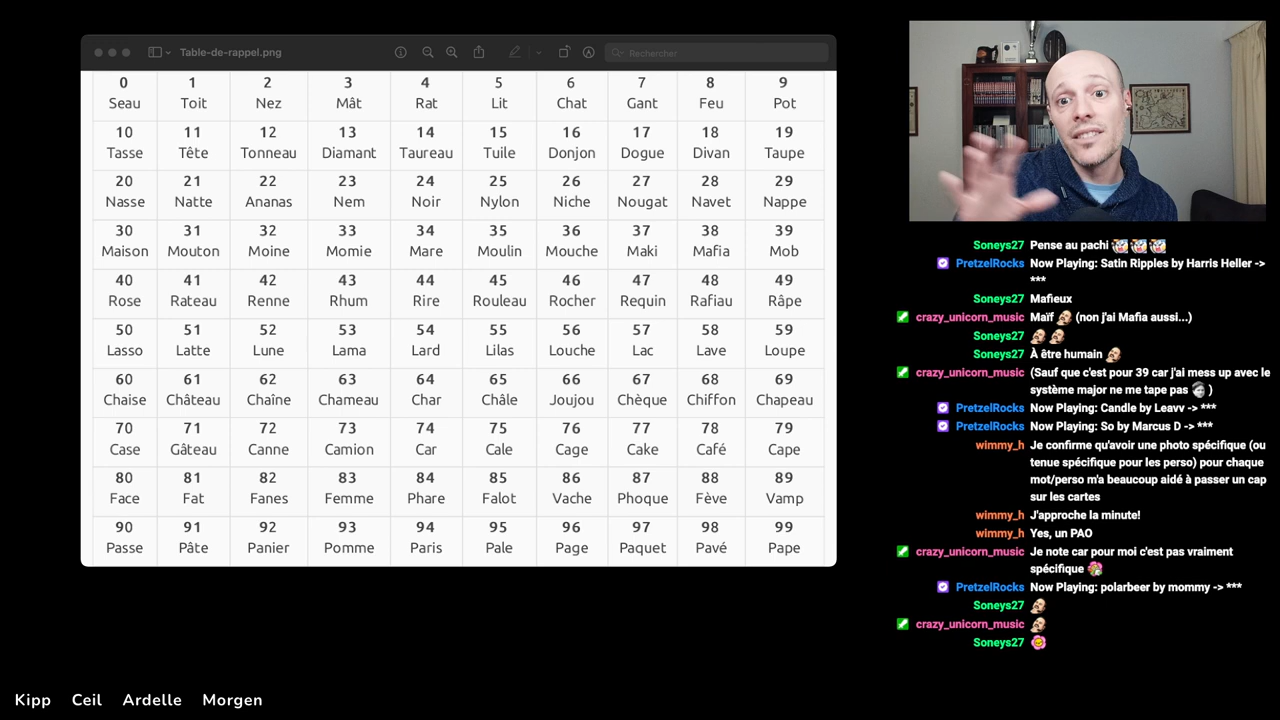 Table-de-rappel.png
Rechercher
0 1 2 3 4 5 6 7 8 9
Seau Toit Nez Mât Rat Lit Chat Gant Feu Pot
10 11 12 13 14 15 16 17 18 19
Tasse Tête Tonneau Diamant Taureau Tuile Donjon Dogue Divan Taupe
20 21 22 23 24 25 26 27 28 29
Nasse Natte Ananas Nem Noir Nylon Niche Nougat Navet Nappe
30 31 32 33 34 35 36 37 38 39
Maison Mouton Moine Momie Mare Moulin Mouche Maki Mafia Mob
40 41 42 43 44 45 46 47 48 49
Rose Rateau Renne Rhum Rire Rouleau Rocher Requin Rafiau Râpe
50 51 52 53 54 55 56 57 58 59
Lasso Latte Lune Lama Lard Lilas Louche Lac Lave Loupe
60 61 62 63 64 65 66 67 68 69
Chaise Château Chaîne Chameau Char Châle Joujou Chèque Chiffon Chapeau
70 71 72 73 74 75 76 77 78 79
Case Gâteau Canne Camion Car Cale Cage Cake Café Cape
80 81 82 83 84 85 86 87 88 89
Face Fat Fanes Femme Phare Falot Vache Phoque Fève Vamp
90 91 92 93 94 95 96 97 98 99
Passe Pâte Panier Pomme Paris Pale Page Paquet Pavé Pape
Soneys27 Pense au pachi
PretzelRocks Now Playing: Satin Ripples by Harris Heller ->
***
Soneys27 Mafieux
crazy_unicorn_music Maïf (non j'ai Mafia aussi...)
Soneys27
Soneys27 À être humain
crazy_unicorn_music (Sauf que c'est pour 39 car j'ai mess up avec le
système major ne me tape pas )
PretzelRocks Now Playing: Candle by Leavv -> ***
PretzelRocks Now Playing: So by Marcus D -> ***
wimmy_h Je confirme qu'avoir une photo spécifique (ou
tenue spécifique pour les perso) pour chaque
mot/perso m'a beaucoup aidé à passer un cap
sur les cartes
wimmy_h J'approche la minute!
wimmy_h Yes, un PAO
crazy_unicorn_music Je note car pour moi c'est pas vraiment
spécifique
PretzelRocks Now Playing: polarbeer by mommy -> ***
Soneys27
crazy_unicorn_music
Soneys27
Kipp Ceil Ardelle Morgen